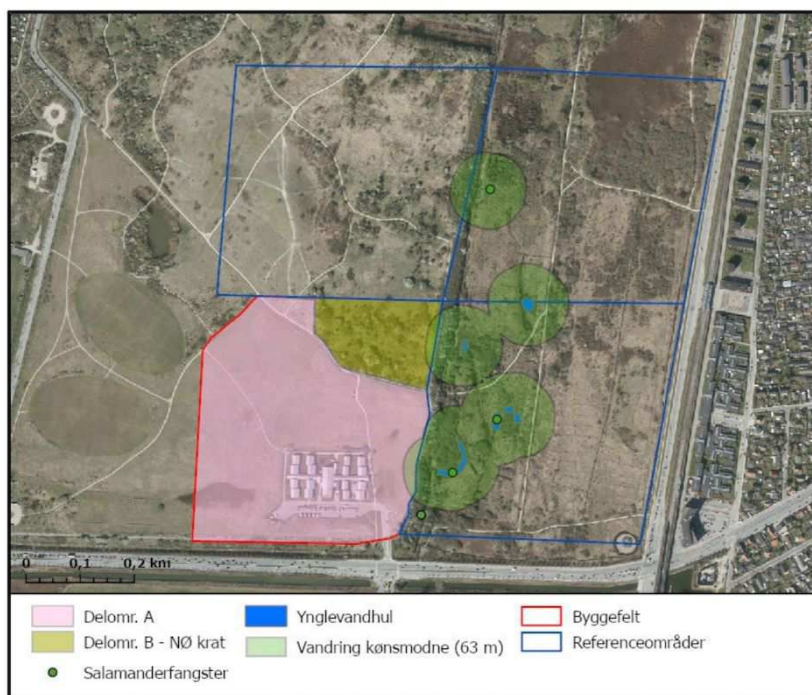 0 0,1 0,2 km
Delomr. A
Ynglevandhul
Byggefelt
Delomr. B - NØ krat
Vandring kønsmodne (63 m)
Referenceområder
Salamanderfangster